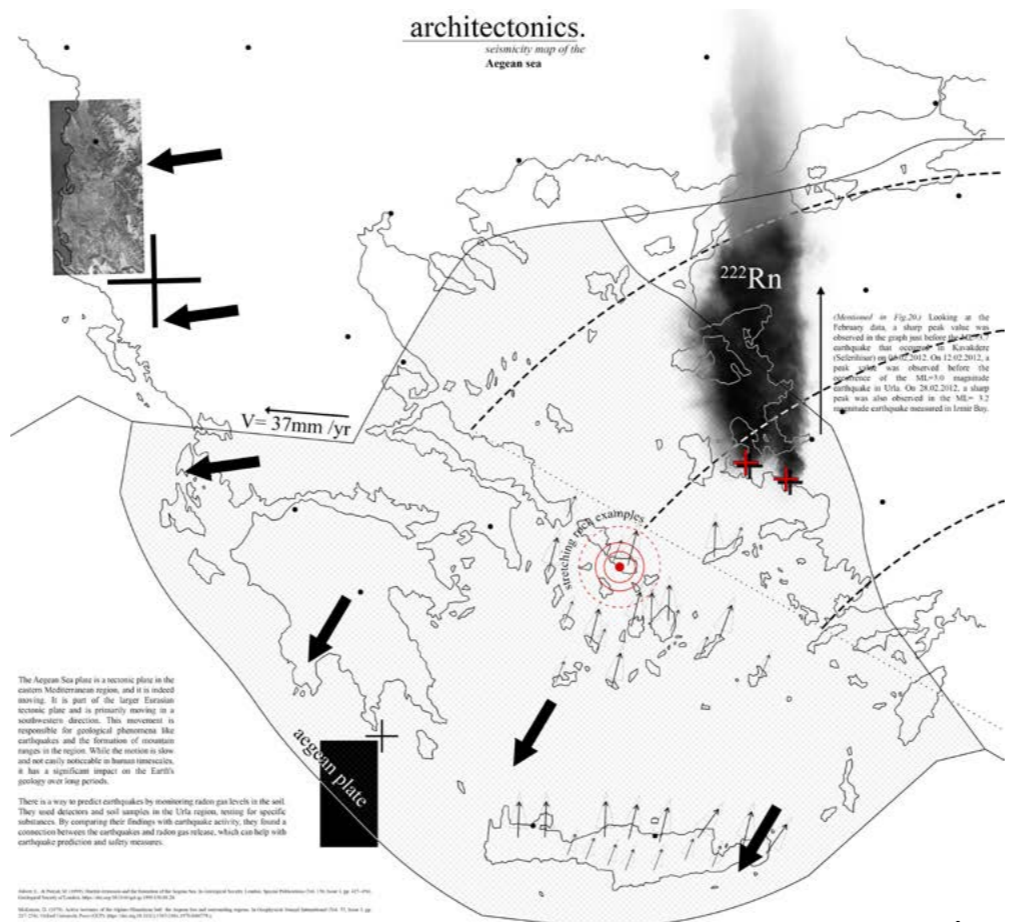 architectonics.
seismicity map of the
Aegean sea
222Rn
(Mentioned in Fig.20,) Looking at the
February data, a sharp peak value was
observed in the graph just before the
earthquake that occurred in Kavakdere
(Seferihisar) on 04.02.2012. On 12.02.2012, a
peak value was observed before the
occurrence of the ML=3.0 magnitude
earthquake in Urla. On 28.02.2012, a sharp
peak was also observed in the ML= 3.2
magnitude earthquake measured in Izmir Bay.
V= 37mm /yr
stretching rock examples
The Aegean Sea plate is a tectonic plate in the
eastern Mediterranean region, and it is indeed
moving. It is part of the larger Eurasian
tectonic plate and is primarily moving in a
southwestern direction. This movement is
responsible for geological phenomena like
earthquakes and the formation of mountain
ranges in the region. While the motion is slow
and not easily noticeable in human timescales,
it has a significant impact on the Earth's
geology over long periods.
aegean plate
There is a way to predict earthquakes by monitoring radon gas levels in the soil.
They used detectors and soil samples in the Urla region, testing for specific
substances. By comparing their findings with earthquake activity, they found a
connection between the earthquakes and radon gas release, which can help with
earthquake prediction and safety measures.